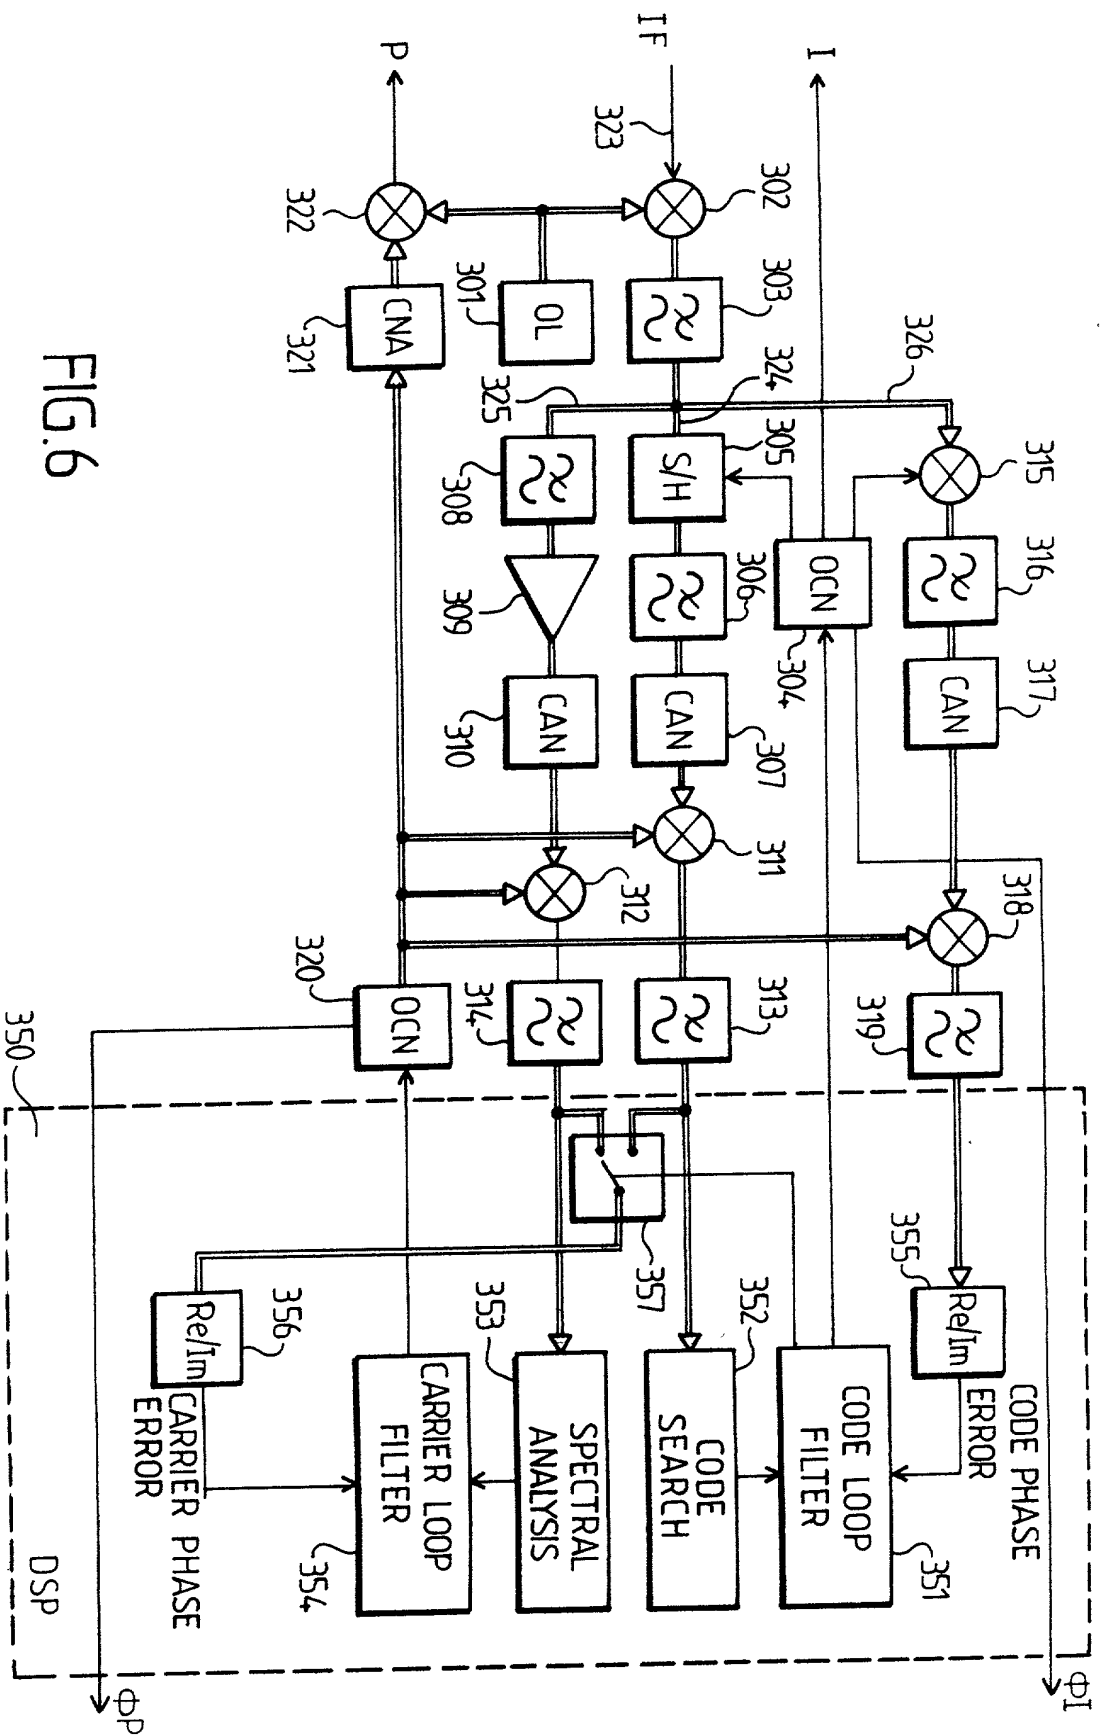 I
IF
P
323
302
322
303
OL
301
CNA
321
326
324
325
315
305
S/H
308
OCN
304
316
306
309
317
CAN
CAN
307
CAN
310
311
312
318
OCN
320
313
314
319
350
357
355
Re/Im
CODE PHASE
ERROR
352
353
356
Re/Im
CARRIER PHASE
ERROR
CODE LOOP
FILTER
351
CODE
SEARCH
SPECTRAL
ANALYSIS
CARRIER LOOP
FILTER
354
DSP
ΦI
ΦP
FIG.6